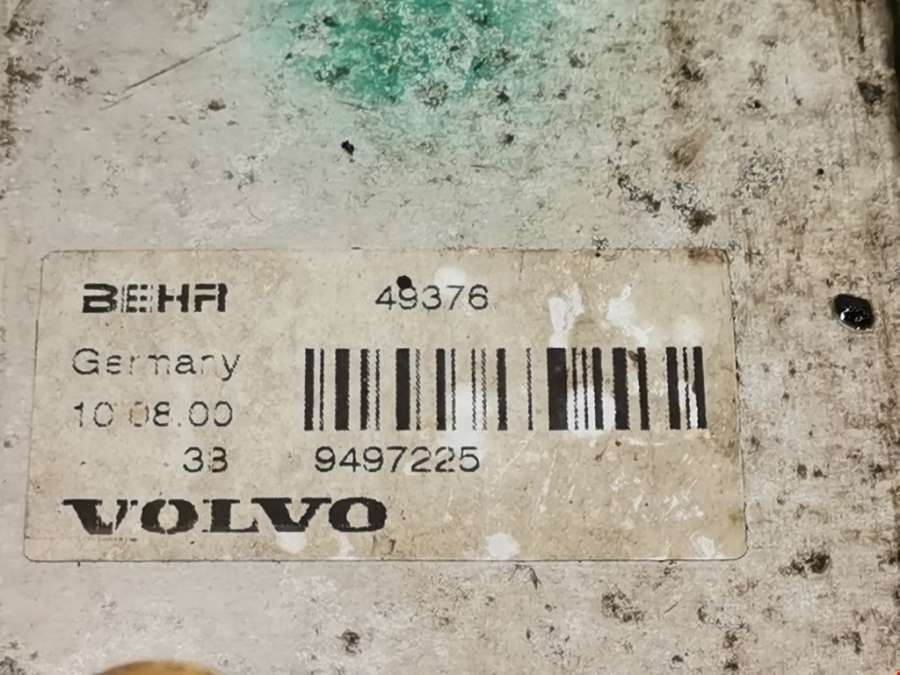 BEHR 49376
Germany
10.08.00
38 9497225
VOLVO